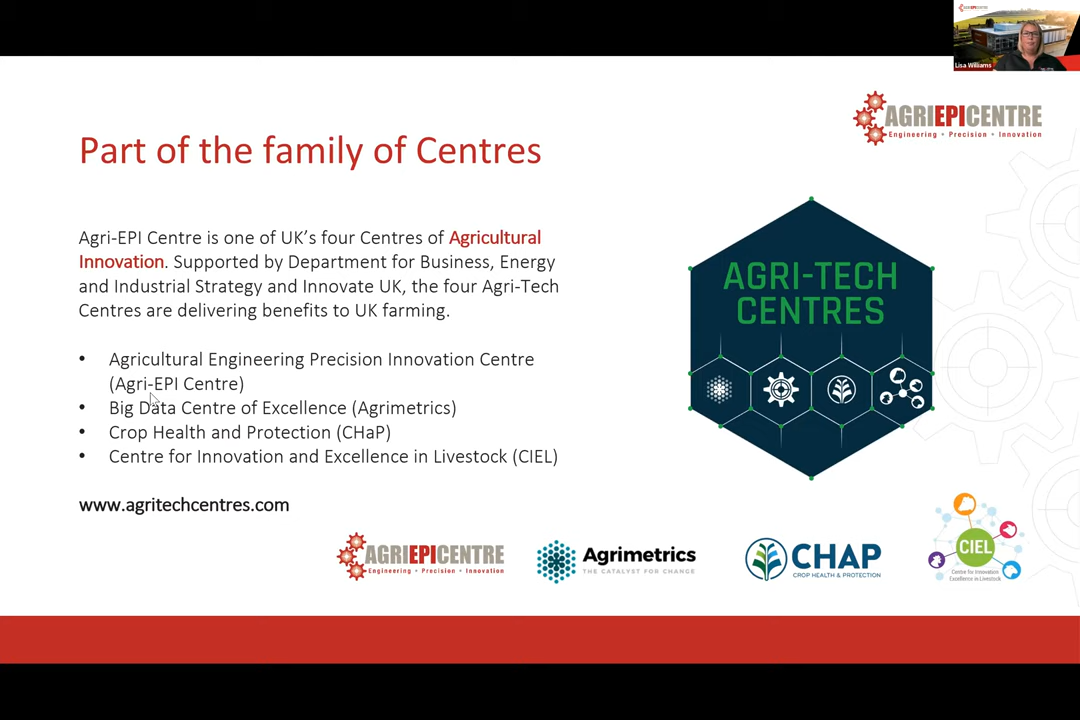 AGRIEPICENTRE
Lisa Williams
AGRIEPICENTRE
Engineering • Precision • Innovation
Part of the family of Centres
Agri-EPI Centre is one of UK’s four Centres of Agricultural
Innovation. Supported by Department for Business, Energy
and Industrial Strategy and Innovate UK, the four Agri-Tech
Centres are delivering benefits to UK farming.
• Agricultural Engineering Precision Innovation Centre
(Agri-EPI Centre)
• Big Data Centre of Excellence (Agrimetrics)
• Crop Health and Protection (CHaP)
• Centre for Innovation and Excellence in Livestock (CIEL)
www.agritechcentres.com
AGRI-TECH
CENTRES
AGRIEPICENTRE
Engineering • Precision • Innovation
Agrimetrics
THE CATALYST FOR CHANGE
CHAP
CROP HEALTH & PROTECTION
CIEL
Centre for Innovation
Excellence in Livestock